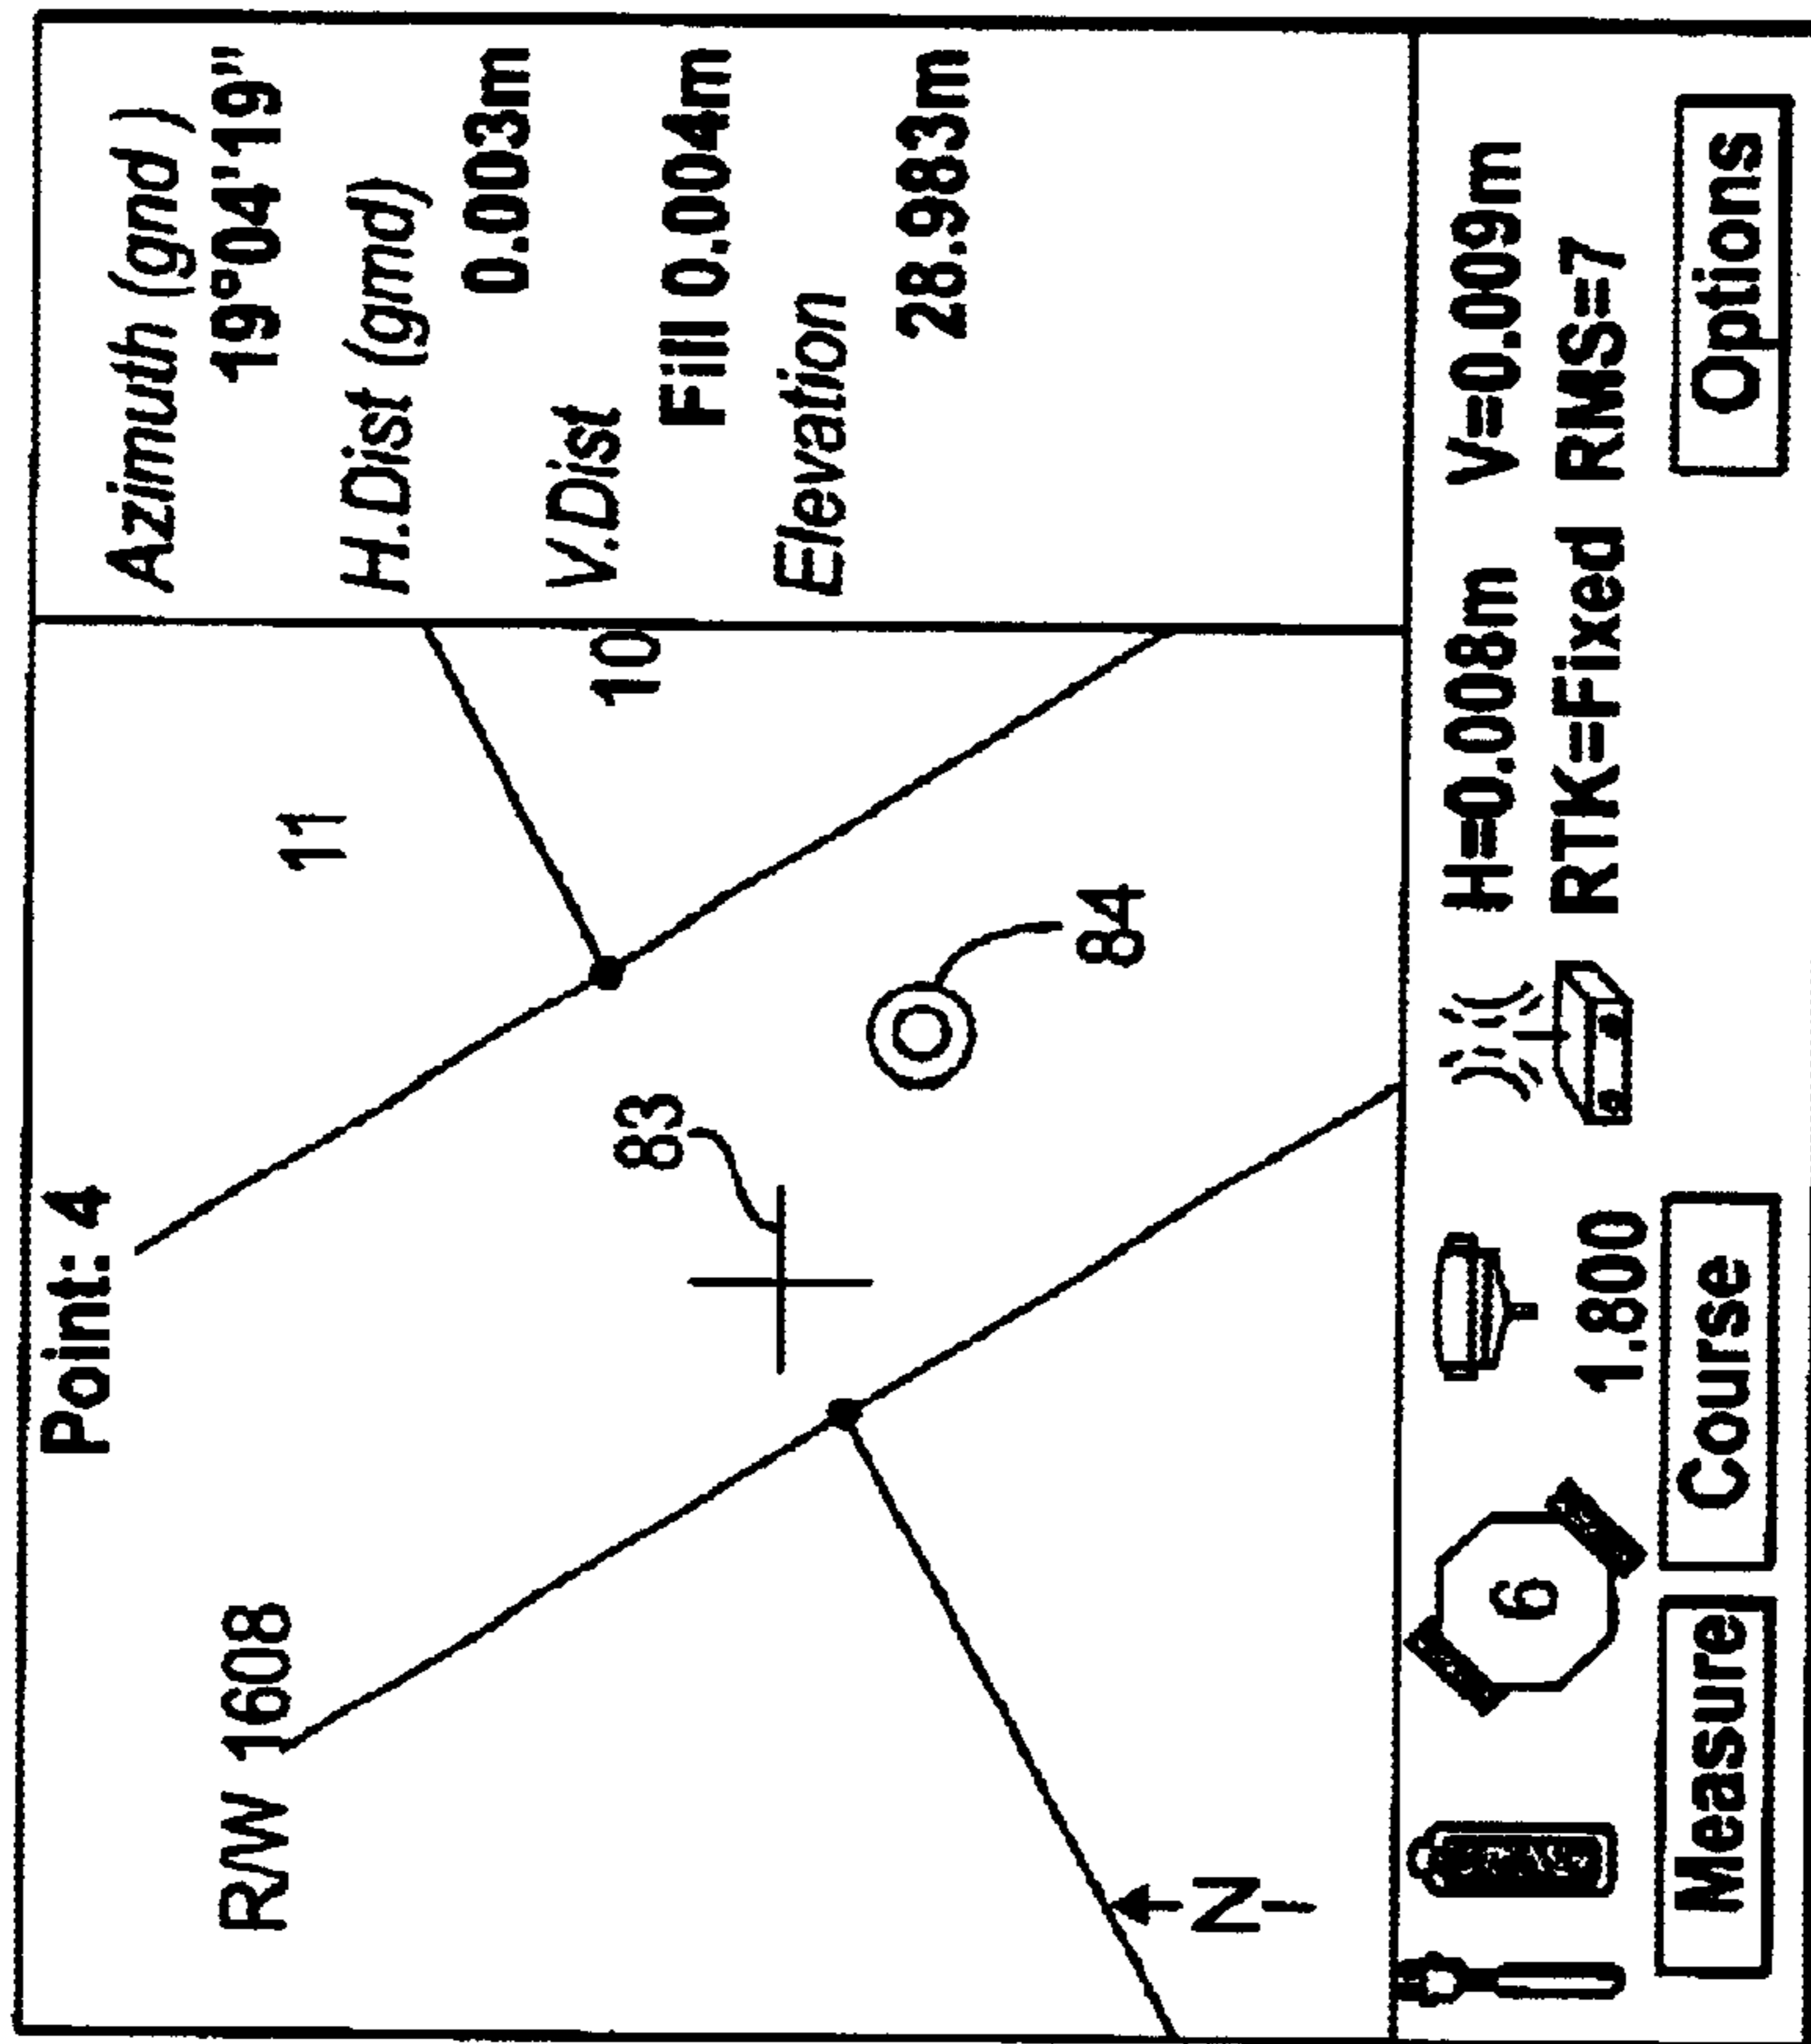 Point: 4
R/W 1608
11
10
83
84
N
Azimuth (gnd )
19°04'19"
H.Dist (gmd)
0.003m
V.Dist
Fill 0.004m
Elevation
28.983m
6
1.800
H=0.008m V=0.009m
RTK=Fixed RMS=7
Measure
Course
Options